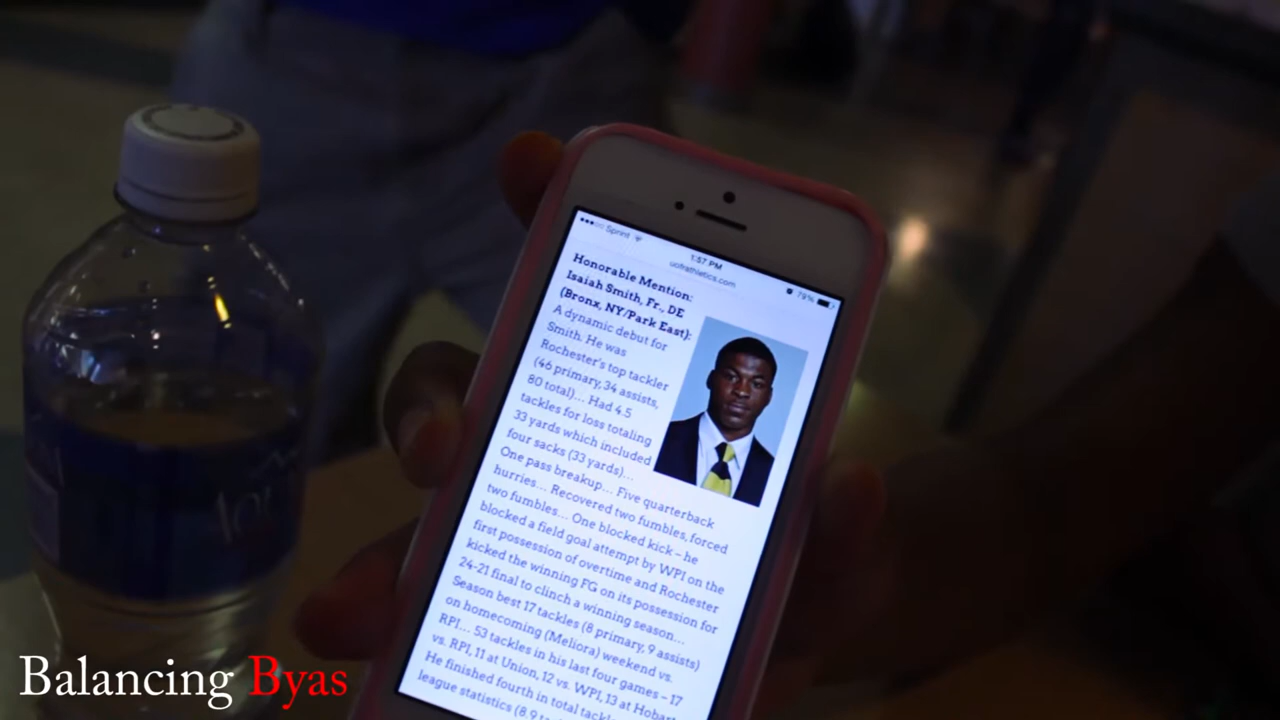 Sprint
1:57 PM
uofrathletics.com
79%
Honorable Mention:
Isaiah Smith, Fr., DE
(Bronx, NY/Park East):
A dynamic debut for
Smith. He was
Rochester's top tackler
(46 primary, 34 assists,
80 total)... Had 4.5
tackles for loss totaling
33 yards which included
four sacks (33 yards)...
One pass breakup... Five quarterback
hurries... Recovered two fumbles, forced
two fumbles... One blocked kick – he
blocked a field goal attempt by WPI on the
first possession of overtime and Rochester
kicked the winning FG on its possession for
24-21 final to clinch a winning season...
Season best 17 tackles (8 primary, 9 assists)
on homecoming (Meliora) weekend vs.
RPI... 53 tackles in his last four games – 17
vs. RPI, 11 at Union, 12 vs. WPI, 13 at Hobart
He finished fourth in total
league statistics (8.9
Balancing Byas